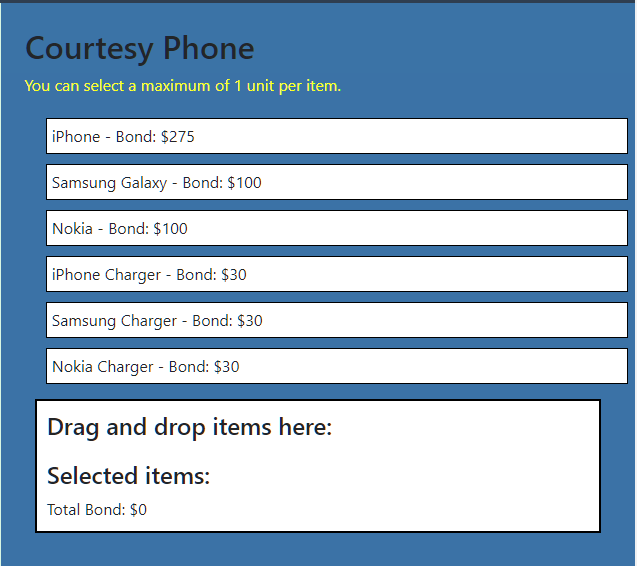 Courtesy Phone
You can select a maximum of 1 unit per item.
iPhone - Bond: $275
Samsung Galaxy - Bond: $100
Nokia - Bond: $100
iPhone Charger - Bond: $30
Samsung Charger - Bond: $30
Nokia Charger - Bond: $30
Drag and drop items here:
Selected items:
Total Bond: $0